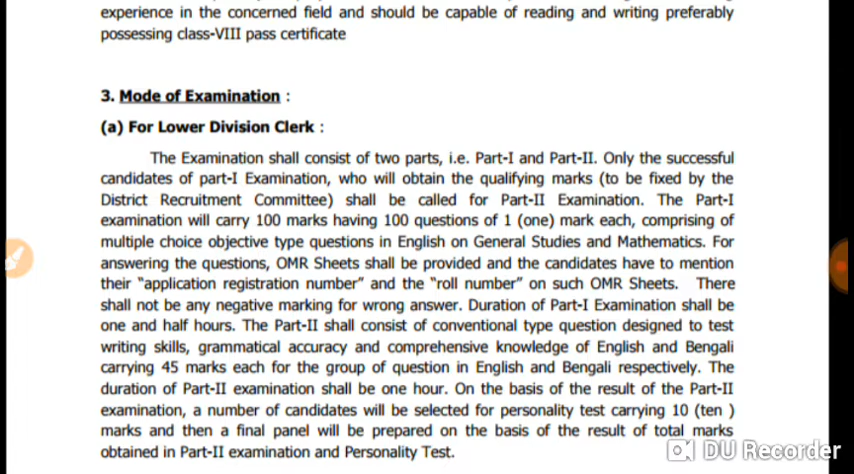 experience in the concerned field and should be capable of reading and writing preferably
possessing class-VIII pass certificate
3. Mode of Examination :
(a) For Lower Division Clerk :
The Examination shall consist of two parts, i.e. Part-I and Part-II. Only the successful
candidates of part-I Examination, who will obtain the qualifying marks (to be fixed by the
District Recruitment Committee) shall be called for Part-II Examination. The Part-I
examination will carry 100 marks having 100 questions of 1 (one) mark each, comprising of
multiple choice objective type questions in English on General Studies and Mathematics. For
answering the questions, OMR Sheets shall be provided and the candidates have to mention
their "application registration number" and the "roll number" on such OMR Sheets. There
shall not be any negative marking for wrong answer. Duration of Part-I Examination shall be
one and half hours. The Part-II shall consist of conventional type question designed to test
writing skills, grammatical accuracy and comprehensive knowledge of English and Bengali
carrying 45 marks each for the group of question in English and Bengali respectively. The
duration of Part-II examination shall be one hour. On the basis of the result of the Part-II
examination, a number of candidates will be selected for personality test carrying 10 (ten )
marks and then a final panel will be prepared on the basis of the result of total marks
obtained in Part-II examination and Personality Test.
DU Recorder